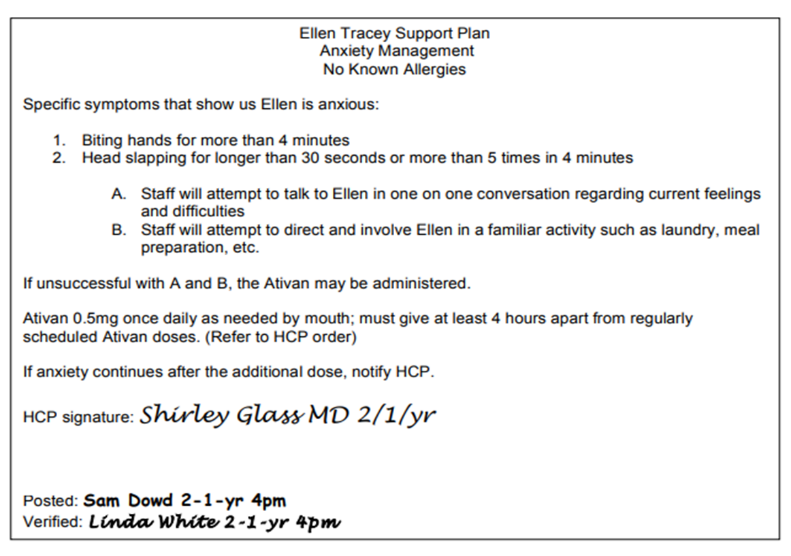 Ellen Tracey Support Plan
Anxiety Management
No Known Allergies
Specific symptoms that show us Ellen is anxious:
1. Biting hands for more than 4 minutes
2. Head slapping for longer than 30 seconds or more than 5 times in 4 minutes
A. Staff will attempt to talk to Ellen in one on one conversation regarding current feelings
and difficulties
B. Staff will attempt to direct and involve Ellen in a familiar activity such as laundry, meal
preparation, etc.
If unsuccessful with A and B, the Ativan may be administered.
Ativan 0.5mg once daily as needed by mouth; must give at least 4 hours apart from regularly
scheduled Ativan doses. (Refer to HCP order)
If anxiety continues after the additional dose, notify HCP.
HCP signature: Shirley Glass MD 2/1/yr
Posted: Sam Dowd 2-1-yr 4pm
Verified: Linda White 2-1-yr 4pm